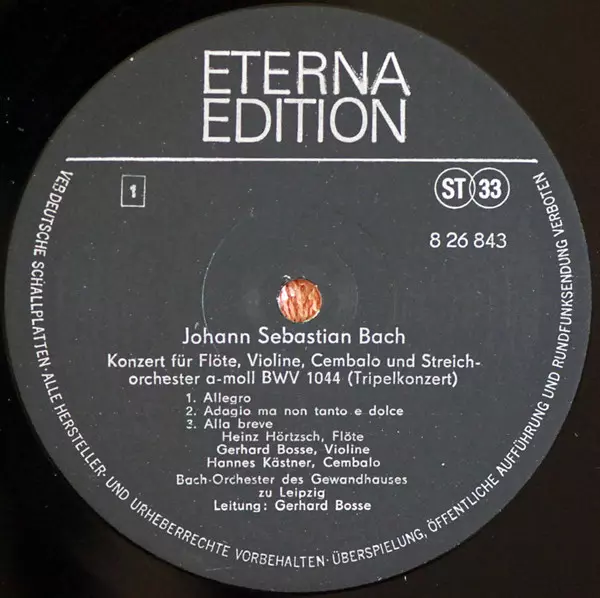 ETERNA
EDITION
1
ST 33
8 26 843
Johann Sebastian Bach
Konzert für Flöte, Violine, Cembalo und Streich-
orchester a-moll BWV 1044 (Tripelkonzert)
1. Allegro
2. Adagio ma non tanto e dolce
3. Alla breve
Heinz Hörtzsch, Flöte
Gerhard Bosse, Violine
Hannes Kästner, Cembalo
Bach-Orchester des Gewandhauses
zu Leipzig
Leitung: Gerhard Bosse
VEB DEUTSCHE SCHALLPLATTEN · ALLE HERSTELLER- UND URHEBERRECHTE VORBEHALTEN · ÜBERSPIELUNG, ÖFFENTLICHE AUFFÜHRUNG UND RUNDFUNKSENDUNG VERBOTEN